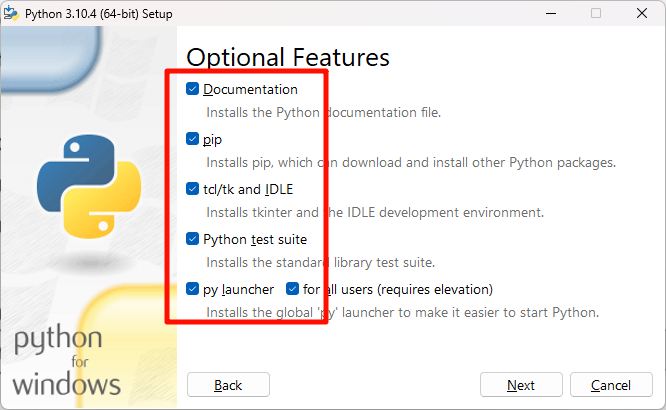 Python 3.10.4 (64-bit) Setup
Optional Features
Documentation
Installs the Python documentation file.
pip
Installs pip, which can download and install other Python packages.
tcl/tk and IDLE
Installs tkinter and the IDLE development environment.
Python test suite
Installs the standard library test suite.
py launcher for all users (requires elevation)
Installs the global 'py' launcher to make it easier to start Python.
python
for
windows
Back Next Cancel